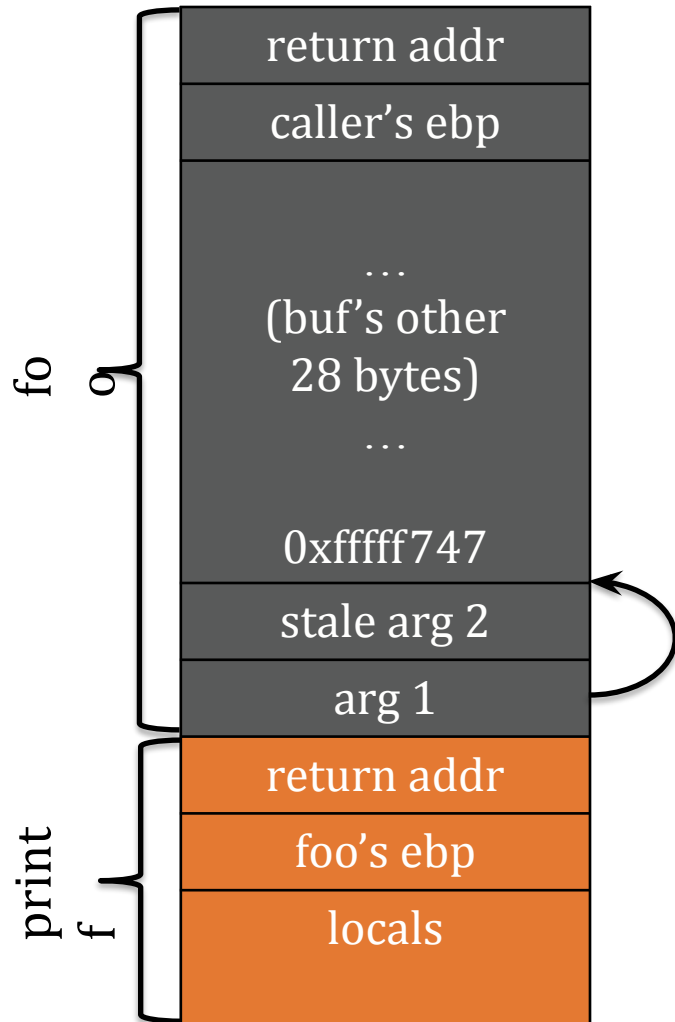 return addr
caller’s ebp
…
(buf’s other
28 bytes)
…
0xfffff747
stale arg 2
arg 1
return addr
foo’s ebp
locals
fo
o
print
f